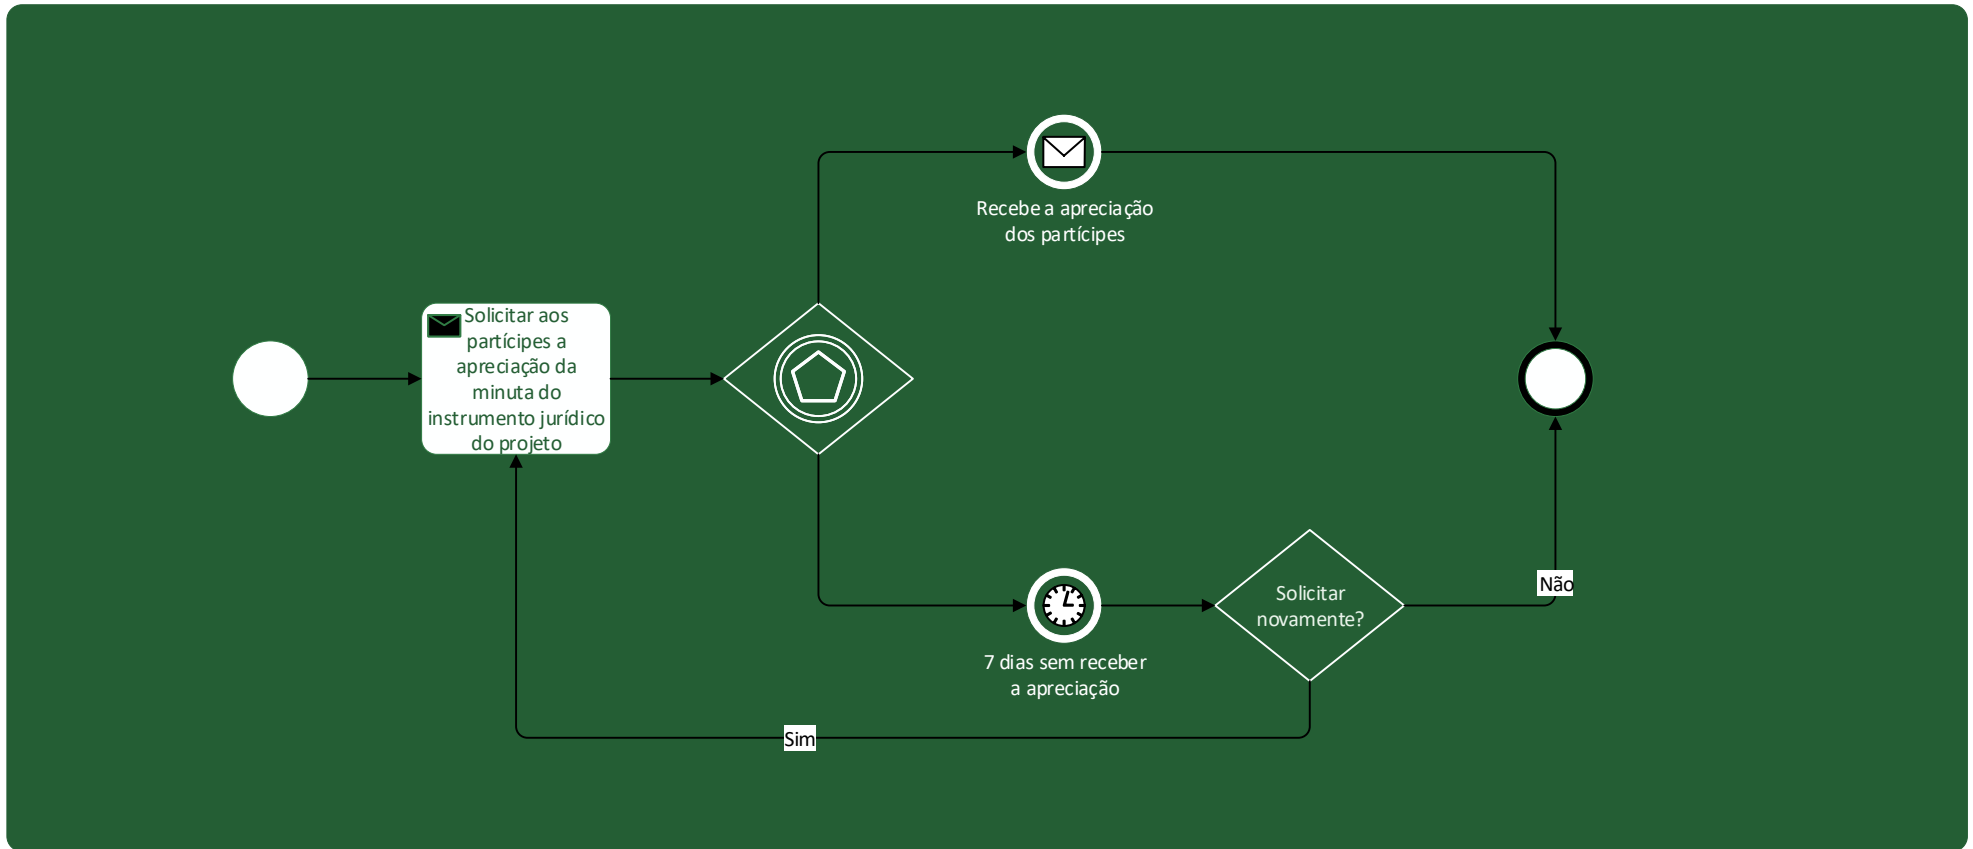 Recebe a apreciação
dos partícipes
Solicitar aos
partícipes a
apreciação da
minuta do
instrumento jurídico
do projeto
Solicitar
novamente?
Não
7 dias sem receber
a apreciação
Sim